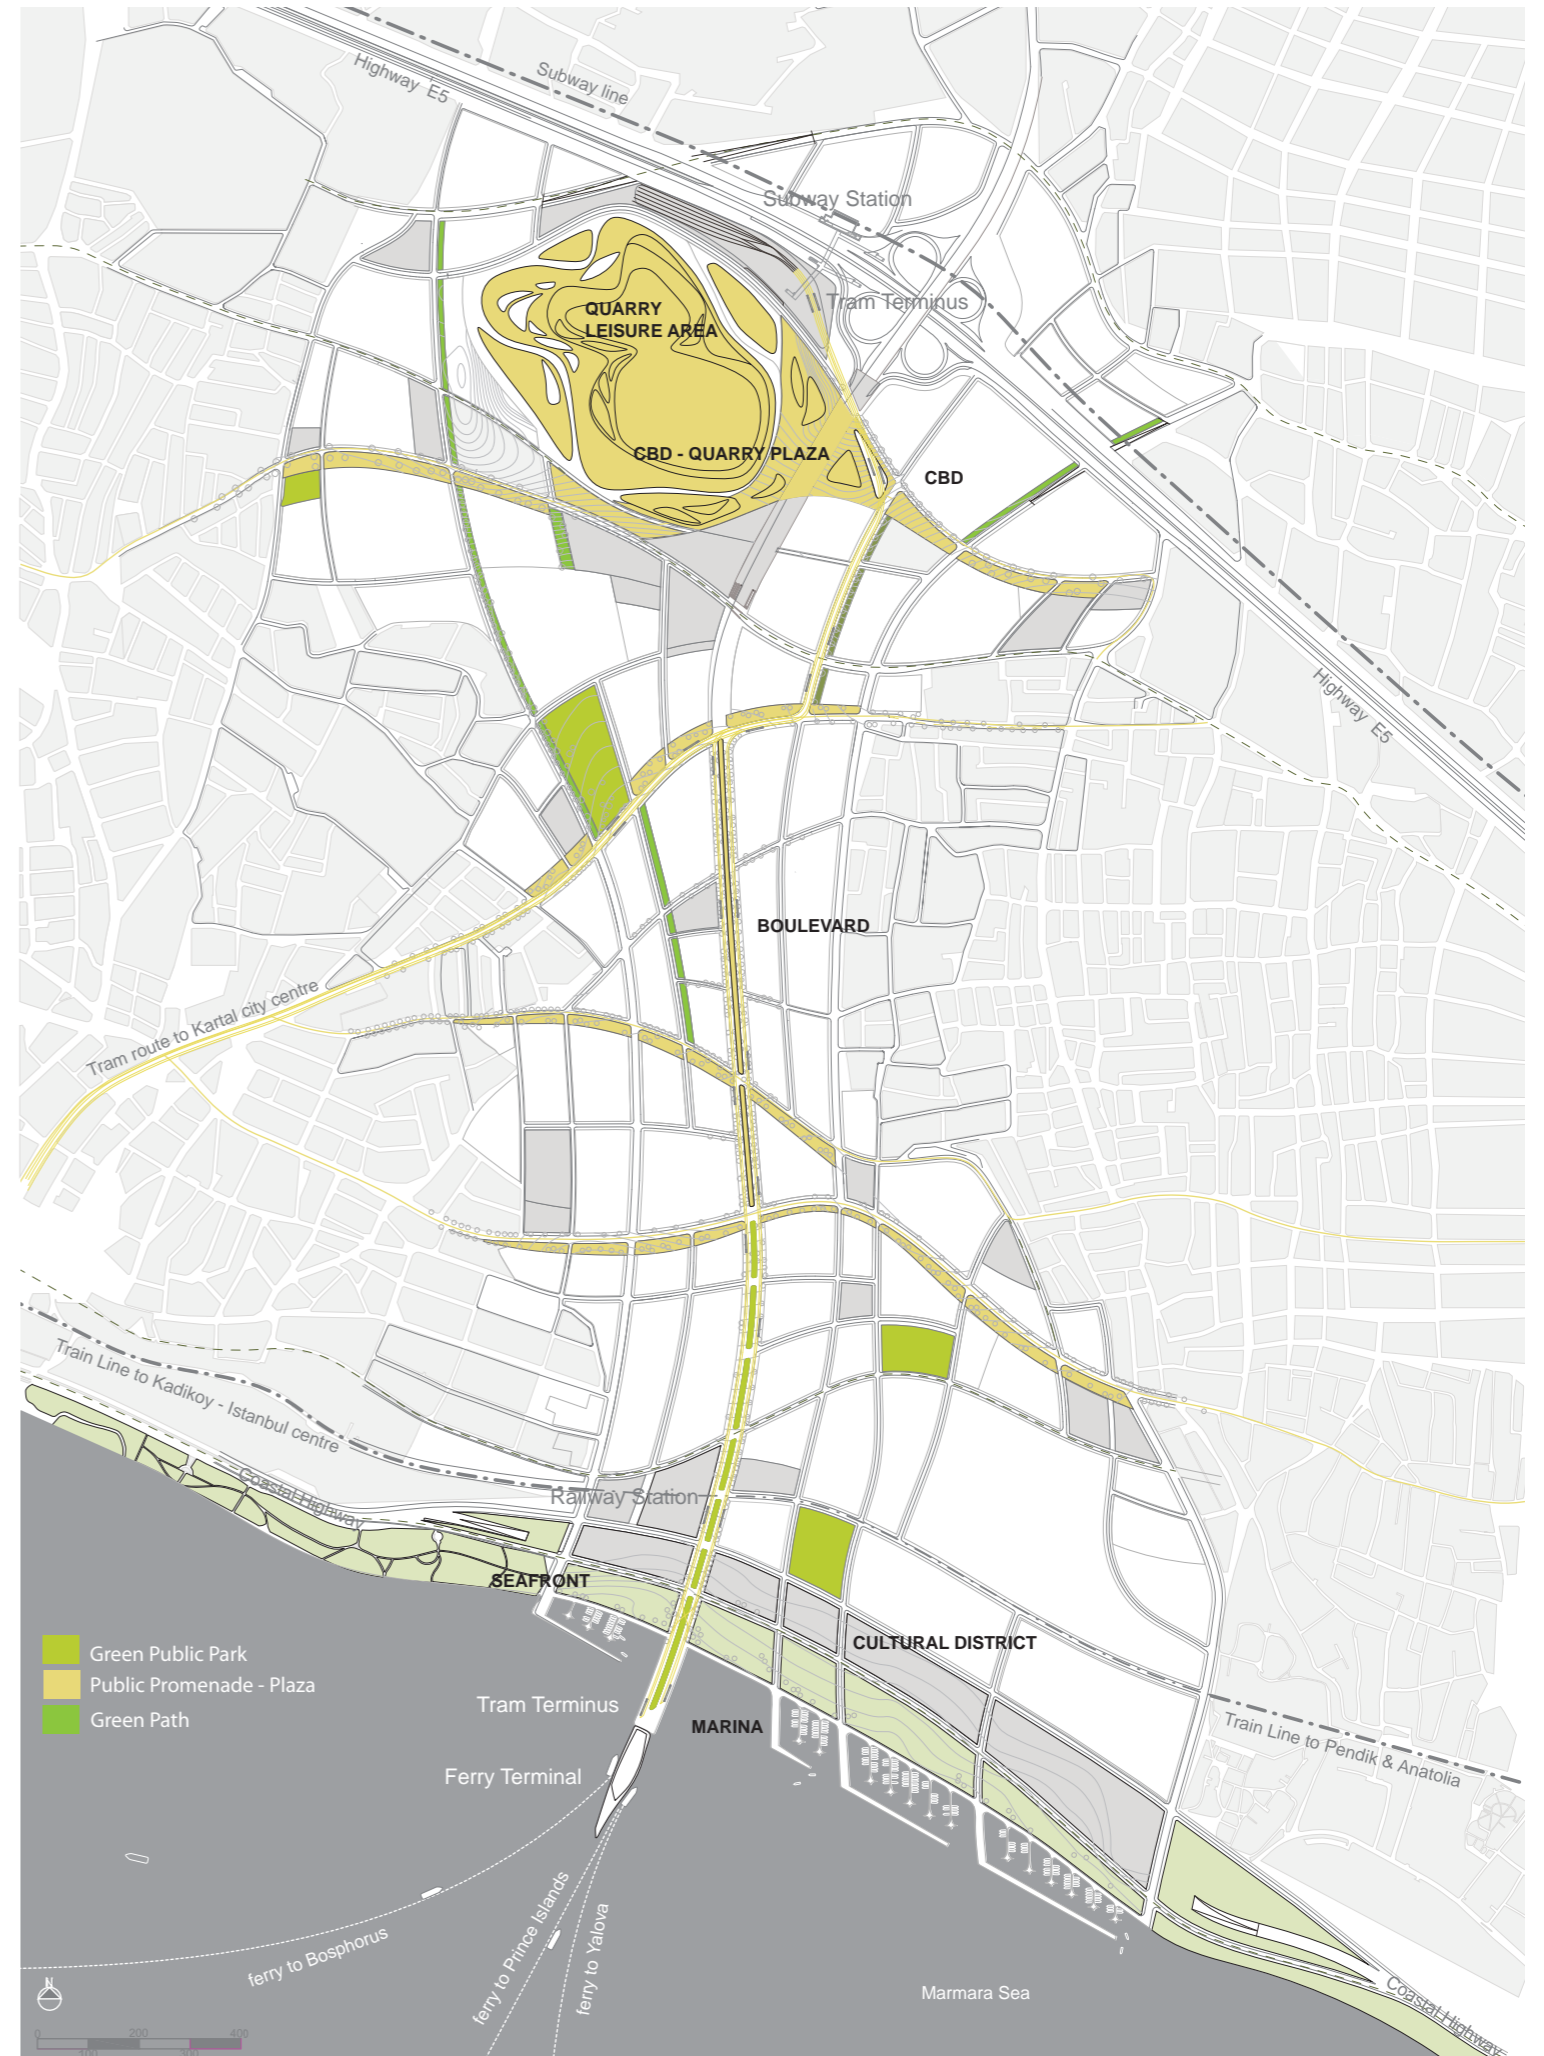 Highway E5
Subway line
Subway Station
Tram Terminus
QUARRY
LEISURE AREA
CBD - QUARRY PLAZA
CBD
Highway E5
BOULEVARD
Tram route to Kartal city centre
Train Line to Kadikoy - Istanbul centre
Coastal Highway
Railway Station
SEAFRONT
CULTURAL DISTRICT
Green Public Park
Public Promenade - Plaza
Green Path
Tram Terminus
MARINA
Train Line to Pendik & Anatolia
Ferry Terminal
ferry to Bosphorus
ferry to Prince Islands
ferry to Yalova
Marmara Sea
Coastal Highway
N
0 200 400
100 300